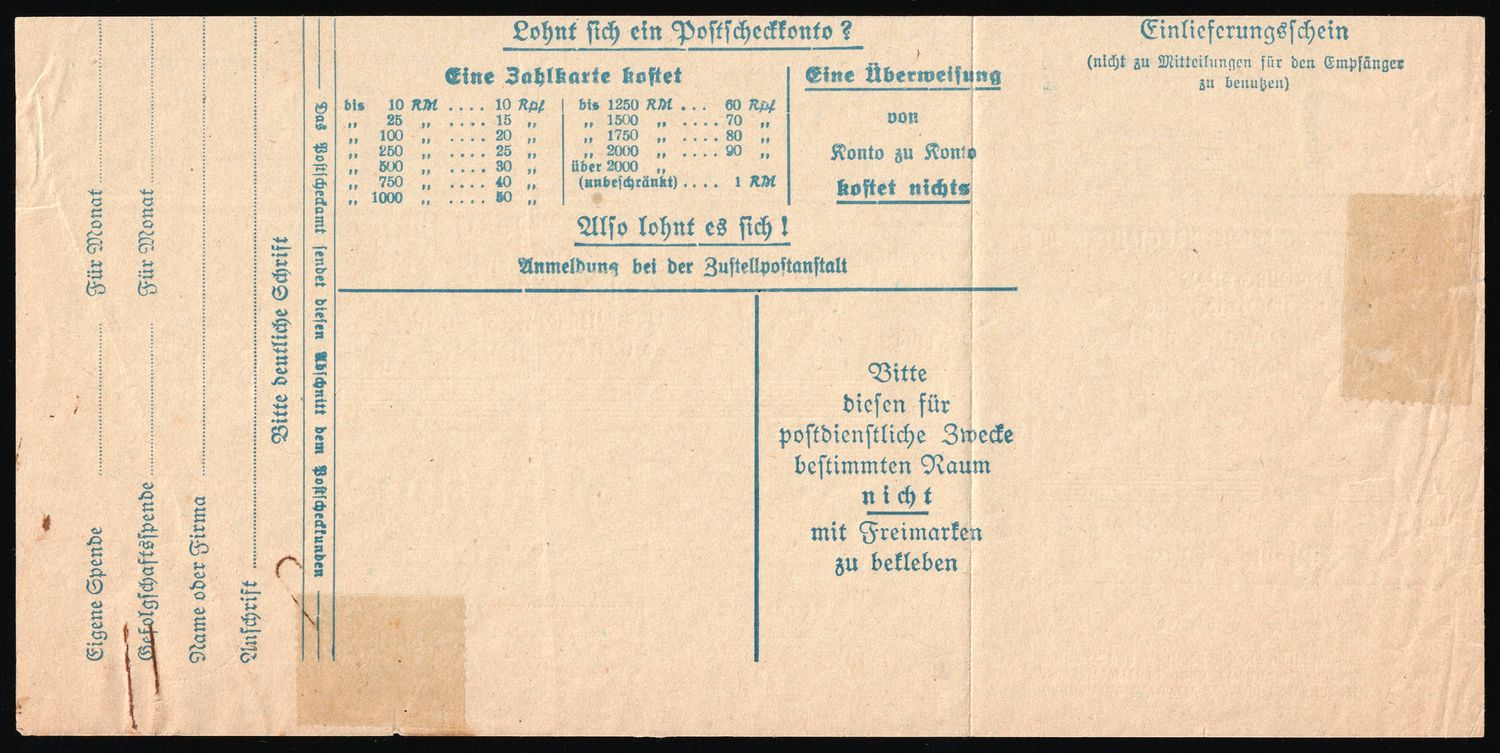 Eigene Spende ........ Für Monat ........
Gefolgschaftsspende ........ Für Monat ........
Name oder Firma ........
Anschrift ........
Bitte deutliche Schrift
Das Postscheckamt sendet diesen Abschnitt dem Postscheckkunden
Lohnt sich ein Postscheckkonto?
Eine Zahlkarte kostet
bis 10 RM .... 10 Rpf
„ 25 „ .... 15 „
„ 100 „ .... 20 „
„ 250 „ .... 25 „
„ 500 „ .... 30 „
„ 750 „ .... 40 „
„ 1000 „ .... 50 „
bis 1250 RM ... 60 Rpf
„ 1500 „ .... 70 „
„ 1750 „ .... 80 „
„ 2000 „ .... 90 „
über 2000 „
(unbeschränkt) .... 1 RM
Eine Überweisung
von
Konto zu Konto
kostet nichts
Also lohnt es sich!
Anmeldung bei der Zustellpostanstalt
Bitte
diesen für
postdienstliche Zwecke
bestimmten Raum
nicht
mit Freimarken
zu bekleben
Einlieferungsschein
(nicht zu Mitteilungen für den Empfänger
zu benutzen)